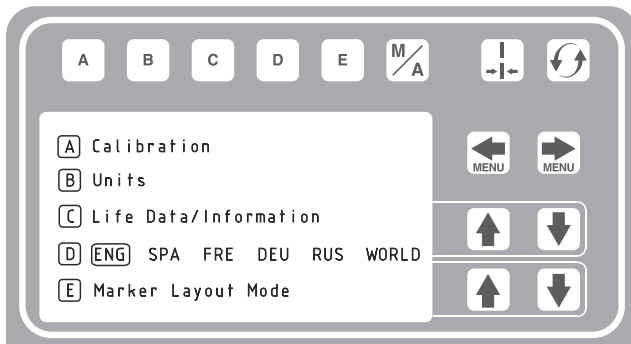 A B C D E M/A
MENU MENU
A Calibration
B Units
C Life Data/Information
D ENG SPA FRE DEU RUS WORLD
E Marker Layout Mode